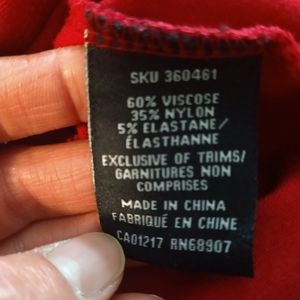 SKU 360461
60% VISCOSE
35% NYLON
5% ELASTANE/
ÉLASTHANNE
EXCLUSIVE OF TRIMS/
GARNITURES NON
COMPRISES
MADE IN CHINA
FABRIQUÉ EN CHINE
CA01217 RN68907